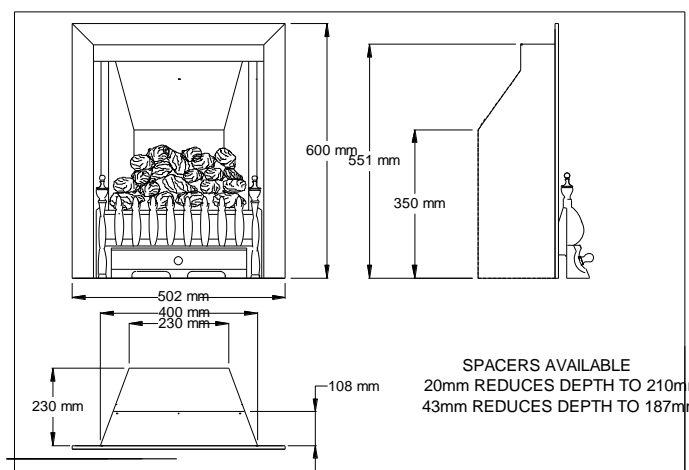 600 mm
551 mm
350 mm
502 mm
400 mm
230 mm
230 mm
108 mm
SPACERS AVAILABLE
20mm REDUCES DEPTH TO 210m
43mm REDUCES DEPTH TO 187m